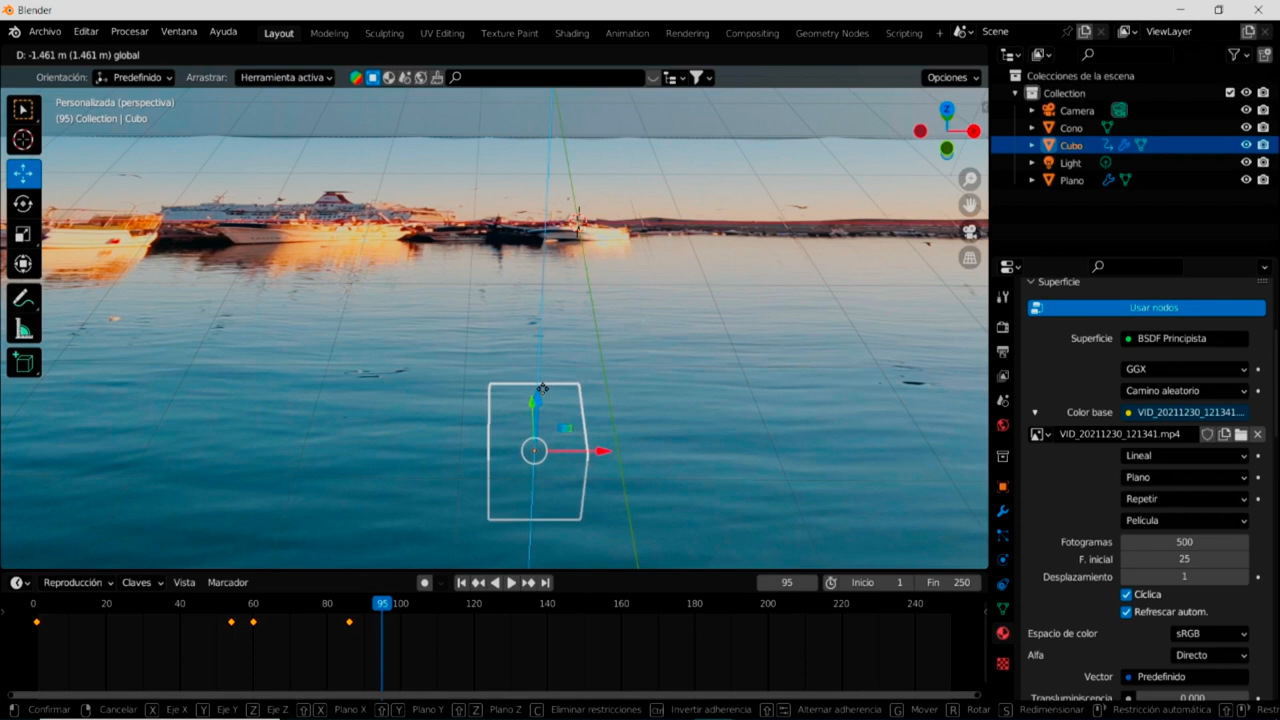 Blender
Archivo Editar Procesar Ventana Ayuda Layout Modeling Sculpting UV Editing Texture Paint Shading Animation Rendering Compositing Geometry Nodes Scripting + Scene ViewLayer
D: -1.461 m (1.461 m) global
Orientación: Predefinido Arrastrar: Herramienta activa Opciones
Personalizada (perspectiva)
(95) Collection | Cubo
Z
Colecciones de la escena
Collection
Camera
Cono
Cubo
Light
Plano
Superficie
Usar nodos
Superficie BSDF Principista
GGX
Camino aleatorio
Color base VID_20211230_121341...
VID_20211230_121341.mp4
Lineal
Plano
Repetir
Película
Fotogramas 500
F. inicial 25
Desplazamiento 1
Cíclica
Refrescar autom.
Espacio de color sRGB
Alfa Directo
Vector Predefinido
Transluminiscencia 0.000
Reproducción Claves Vista Marcador 95 Inicio 1 Fin 250
0 20 40 60 80 95 100 120 140 160 180 200 220 240
Confirmar Cancelar X Eje X Y Eje Y Z Eje Z X Plano X Y Plano Y Z Plano Z C Eliminar restricciones Ctrl Invertir adherencia Alternar adherencia G Mover R Rotar S Redimensionar Restricción automática